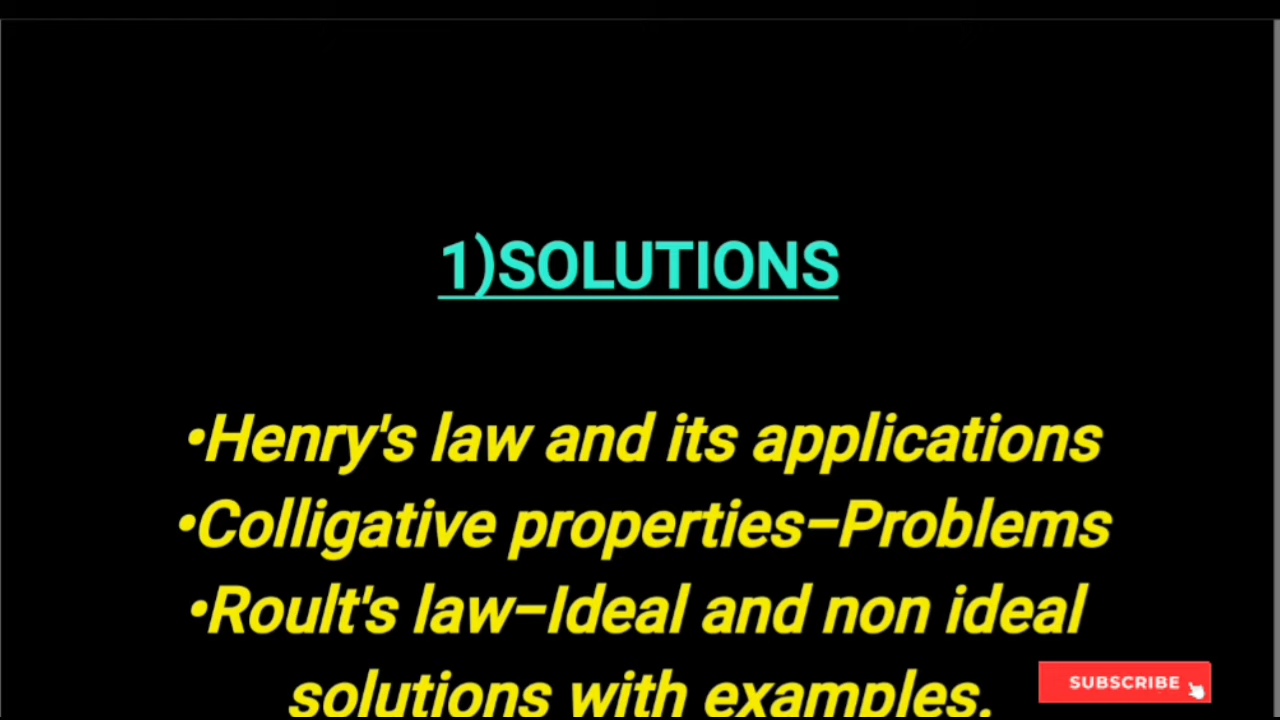 1)SOLUTIONS
•Henry's law and its applications
•Colligative properties–Problems
•Roult's law–Ideal and non ideal
solutions with examples.
SUBSCRIBE